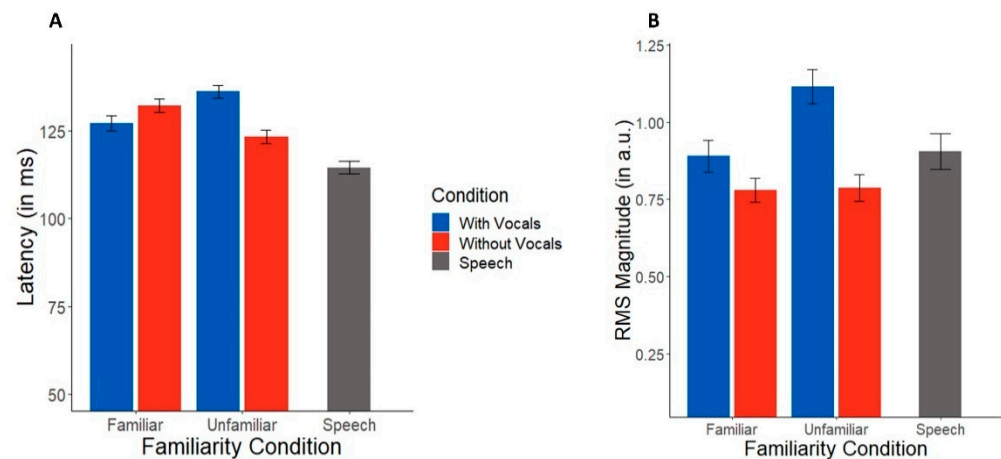 A
Latency (in ms)
125
100
75
50
Familiar
Unfamiliar
Speech
Familiarity Condition
Condition
With Vocals
Without Vocals
Speech
B
RMS Magnitude (in a.u.)
1.25
1.00
0.75
0.50
0.25
Familiar
Unfamiliar
Speech
Familiarity Condition